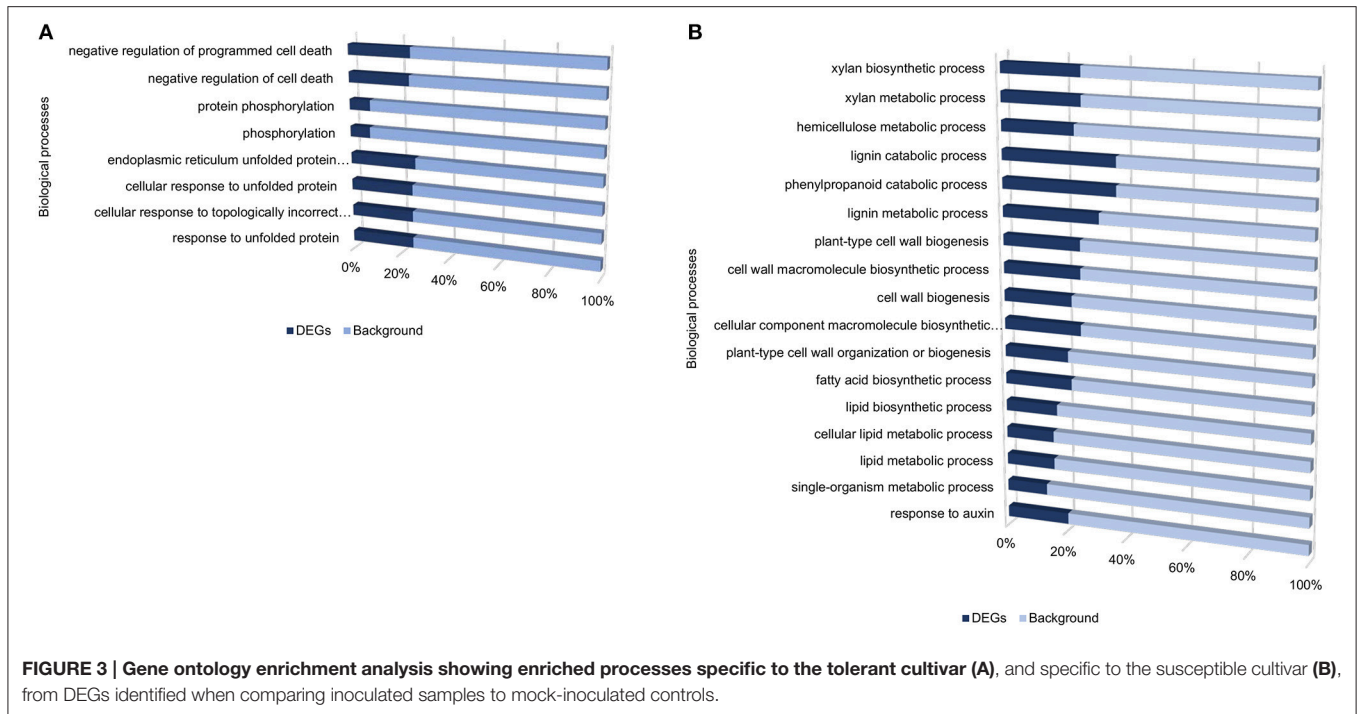 A
Biological processes
negative regulation of programmed cell death
negative regulation of cell death
protein phosphorylation
phosphorylation
endoplasmic reticulum unfolded protein…
cellular response to unfolded protein
cellular response to topologically incorrect…
response to unfolded protein
0% 20% 40% 60% 80% 100%
DEGs Background
B
Biological processes
xylan biosynthetic process
xylan metabolic process
hemicellulose metabolic process
lignin catabolic process
phenylpropanoid catabolic process
lignin metabolic process
plant-type cell wall biogenesis
cell wall macromolecule biosynthetic process
cell wall biogenesis
cellular component macromolecule biosynthetic…
plant-type cell wall organization or biogenesis
fatty acid biosynthetic process
lipid biosynthetic process
cellular lipid metabolic process
lipid metabolic process
single-organism metabolic process
response to auxin
0% 20% 40% 60% 80% 100%
DEGs Background
FIGURE 3 | Gene ontology enrichment analysis showing enriched processes specific to the tolerant cultivar (A), and specific to the susceptible cultivar (B),
from DEGs identified when comparing inoculated samples to mock-inoculated controls.